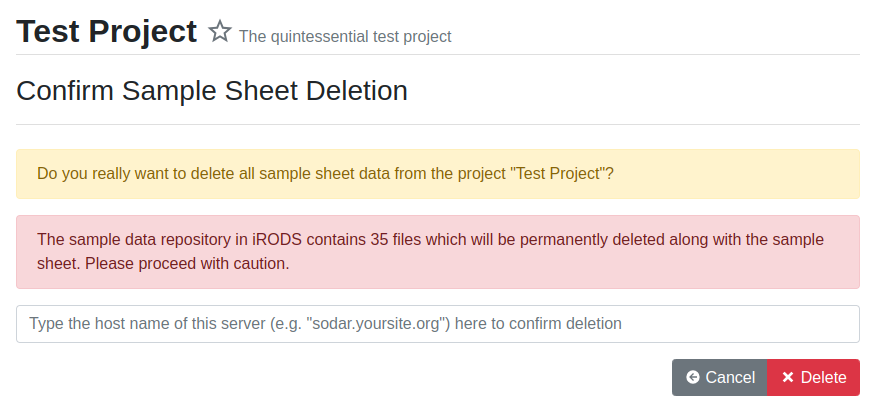 Test Project The quintessential test project
Confirm Sample Sheet Deletion
Do you really want to delete all sample sheet data from the project "Test Project"?
The sample data repository in iRODS contains 35 files which will be permanently deleted along with the sample
sheet. Please proceed with caution.
Type the host name of this server (e.g. "sodar.yoursite.org") here to confirm deletion
Cancel Delete